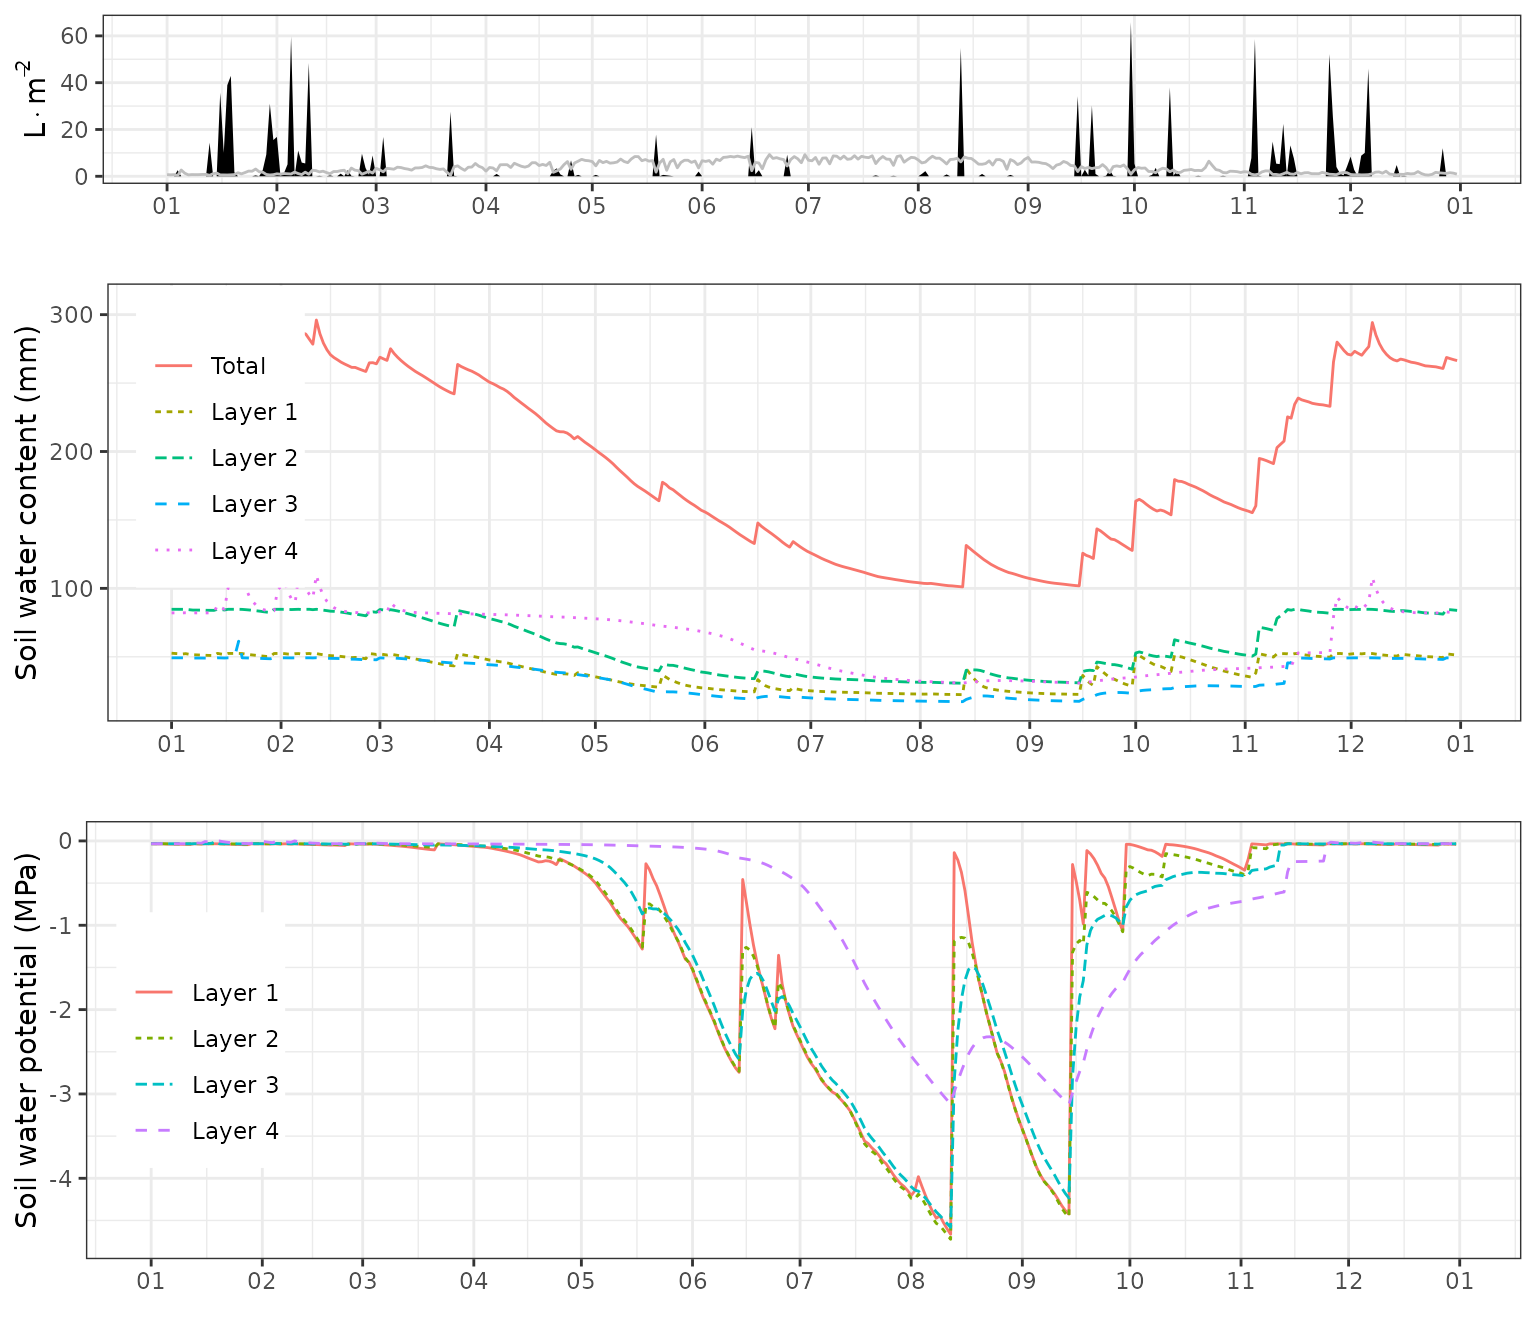 L · m⁻²
60
40
20
0
01 02 03 04 05 06 07 08 09 10 11 12 01
Soil water content (mm)
300
200
100
Total
Layer 1
Layer 2
Layer 3
Layer 4
01 02 03 04 05 06 07 08 09 10 11 12 01
Soil water potential (MPa)
0
-1
-2
-3
-4
Layer 1
Layer 2
Layer 3
Layer 4
01 02 03 04 05 06 07 08 09 10 11 12 01